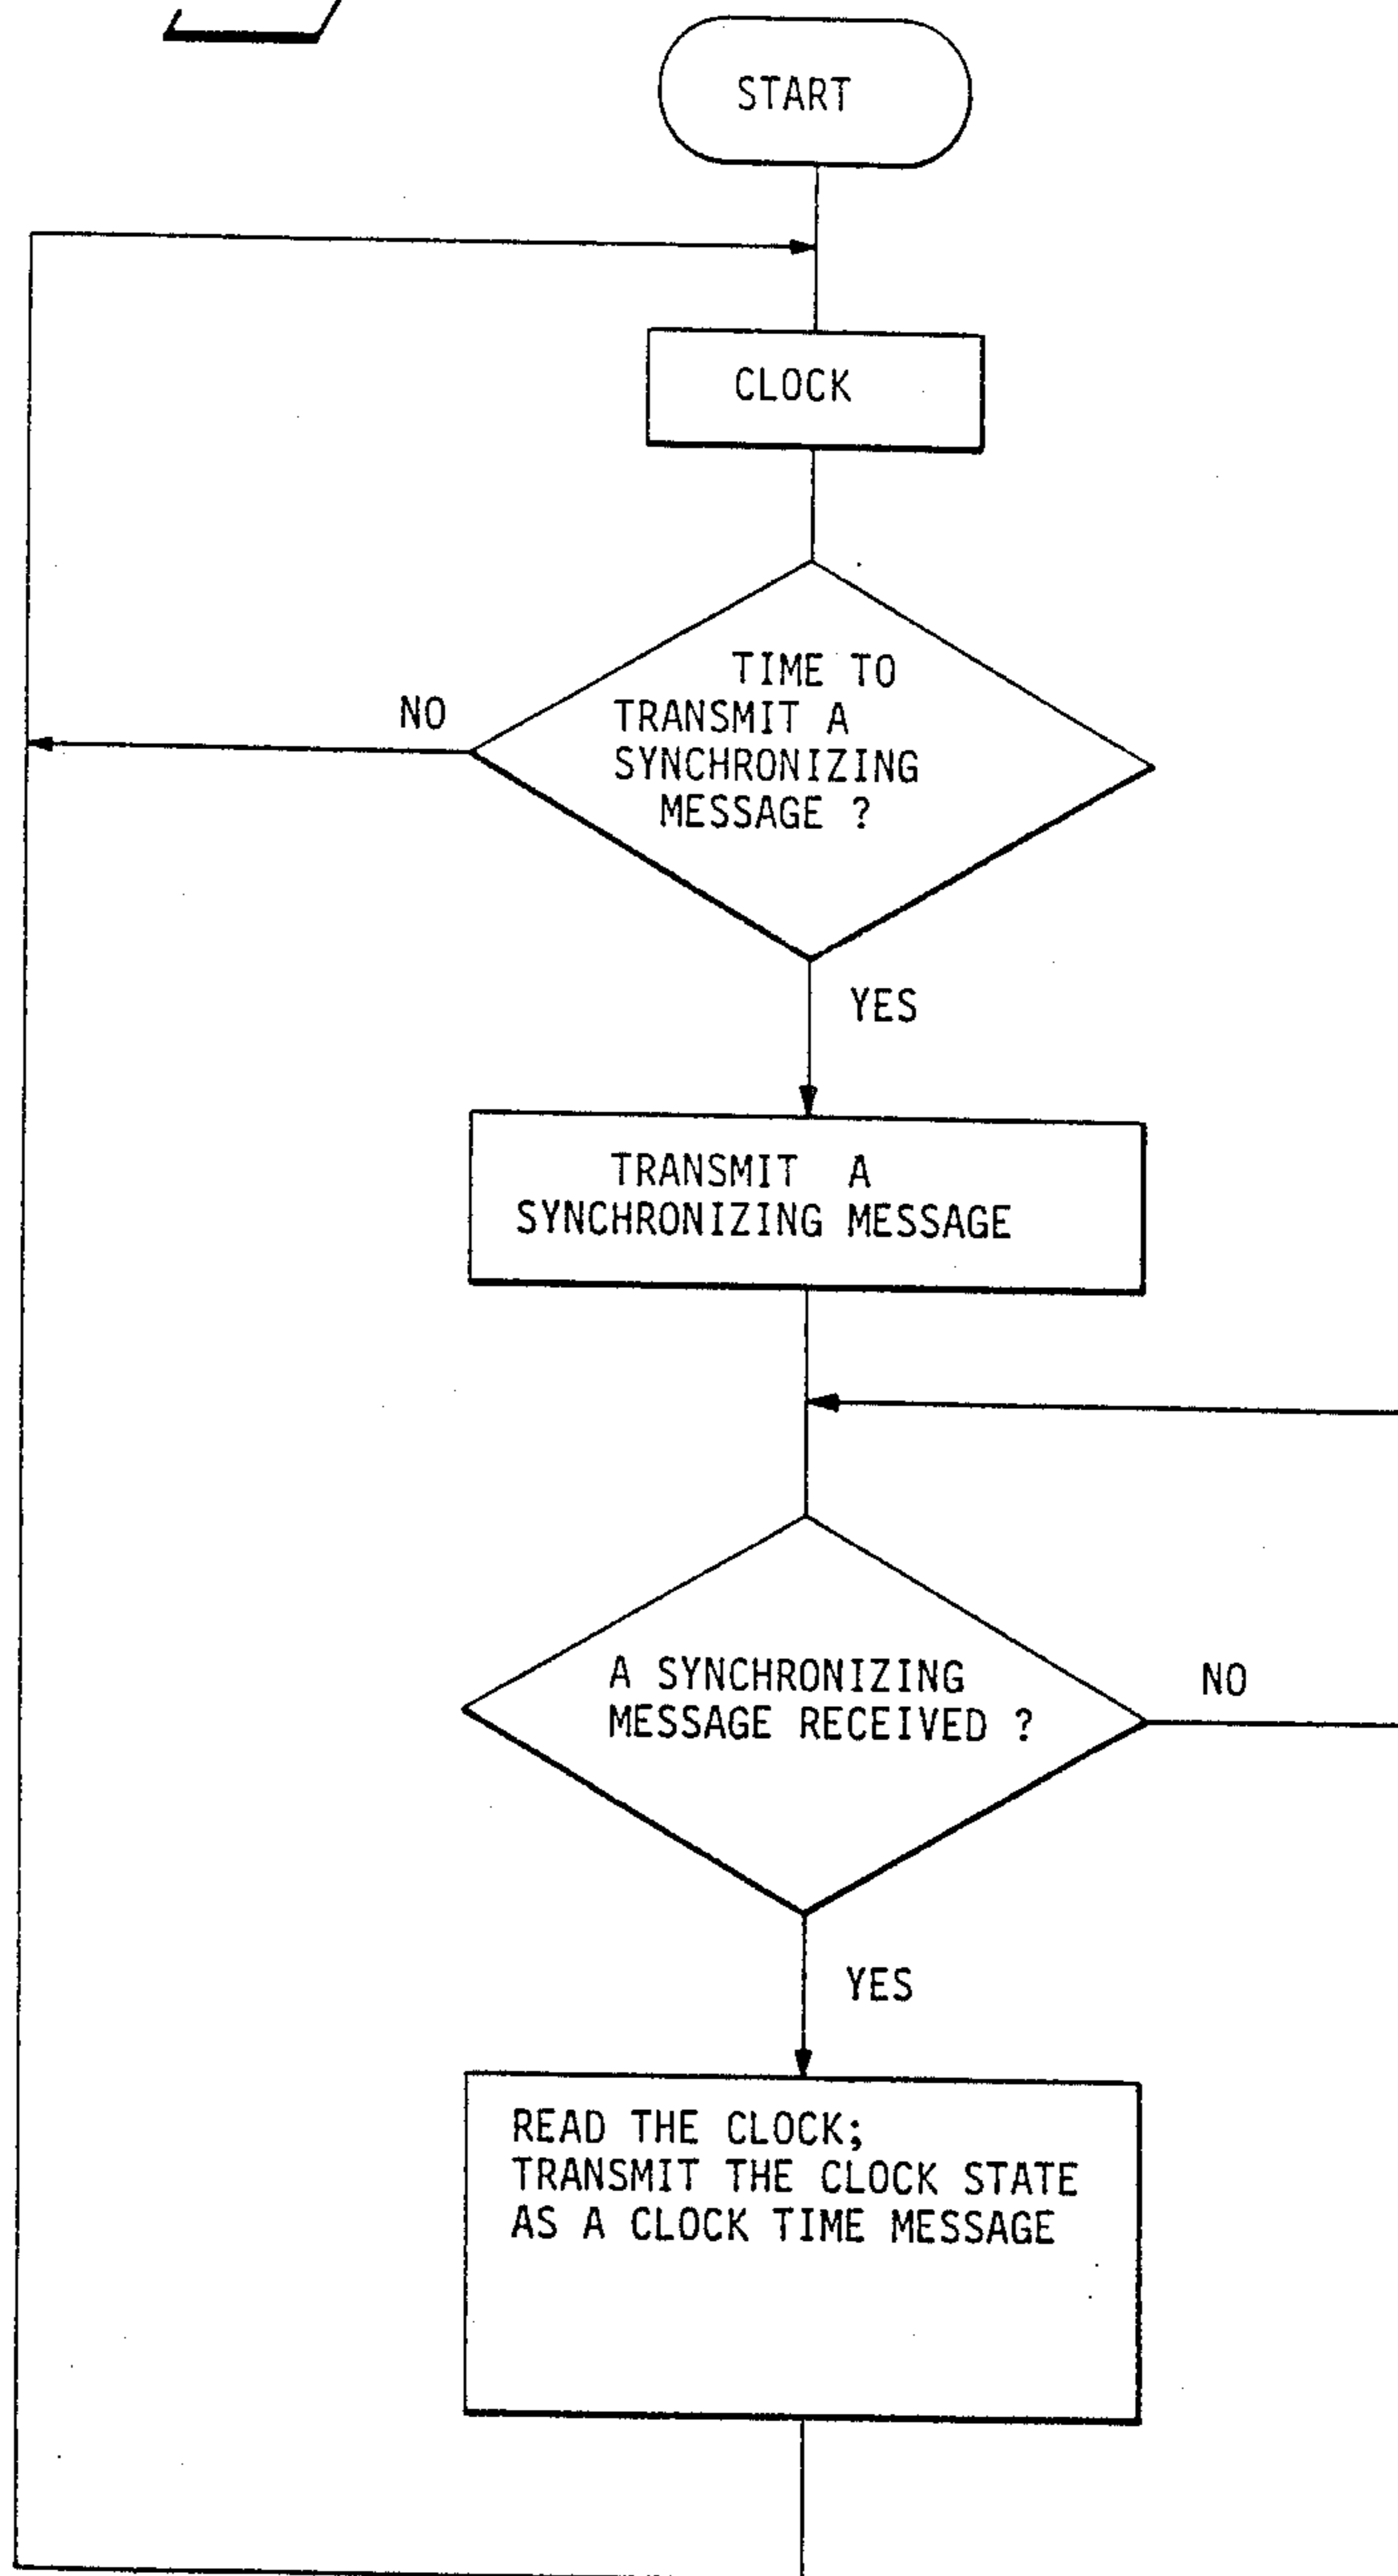 START
CLOCK
TIME TO
TRANSMIT A
SYNCHRONIZING
MESSAGE ?
NO
YES
TRANSMIT A
SYNCHRONIZING MESSAGE
A SYNCHRONIZING
MESSAGE RECEIVED ?
NO
YES
READ THE CLOCK;
TRANSMIT THE CLOCK STATE
AS A CLOCK TIME MESSAGE